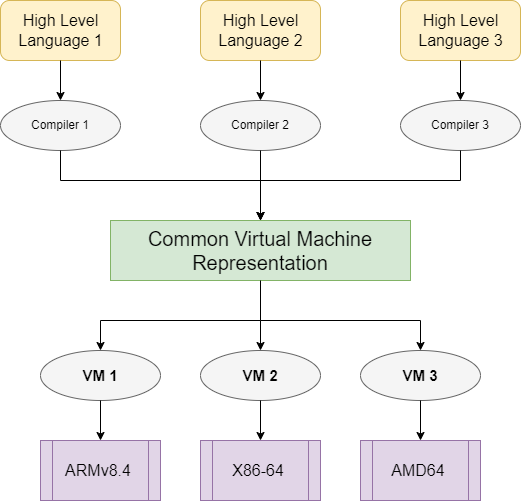 High Level
Language 1
High Level
Language 2
High Level
Language 3
Compiler 1
Compiler 2
Compiler 3
Common Virtual Machine
Representation
VM 1
VM 2
VM 3
ARMv8.4
X86-64
AMD64